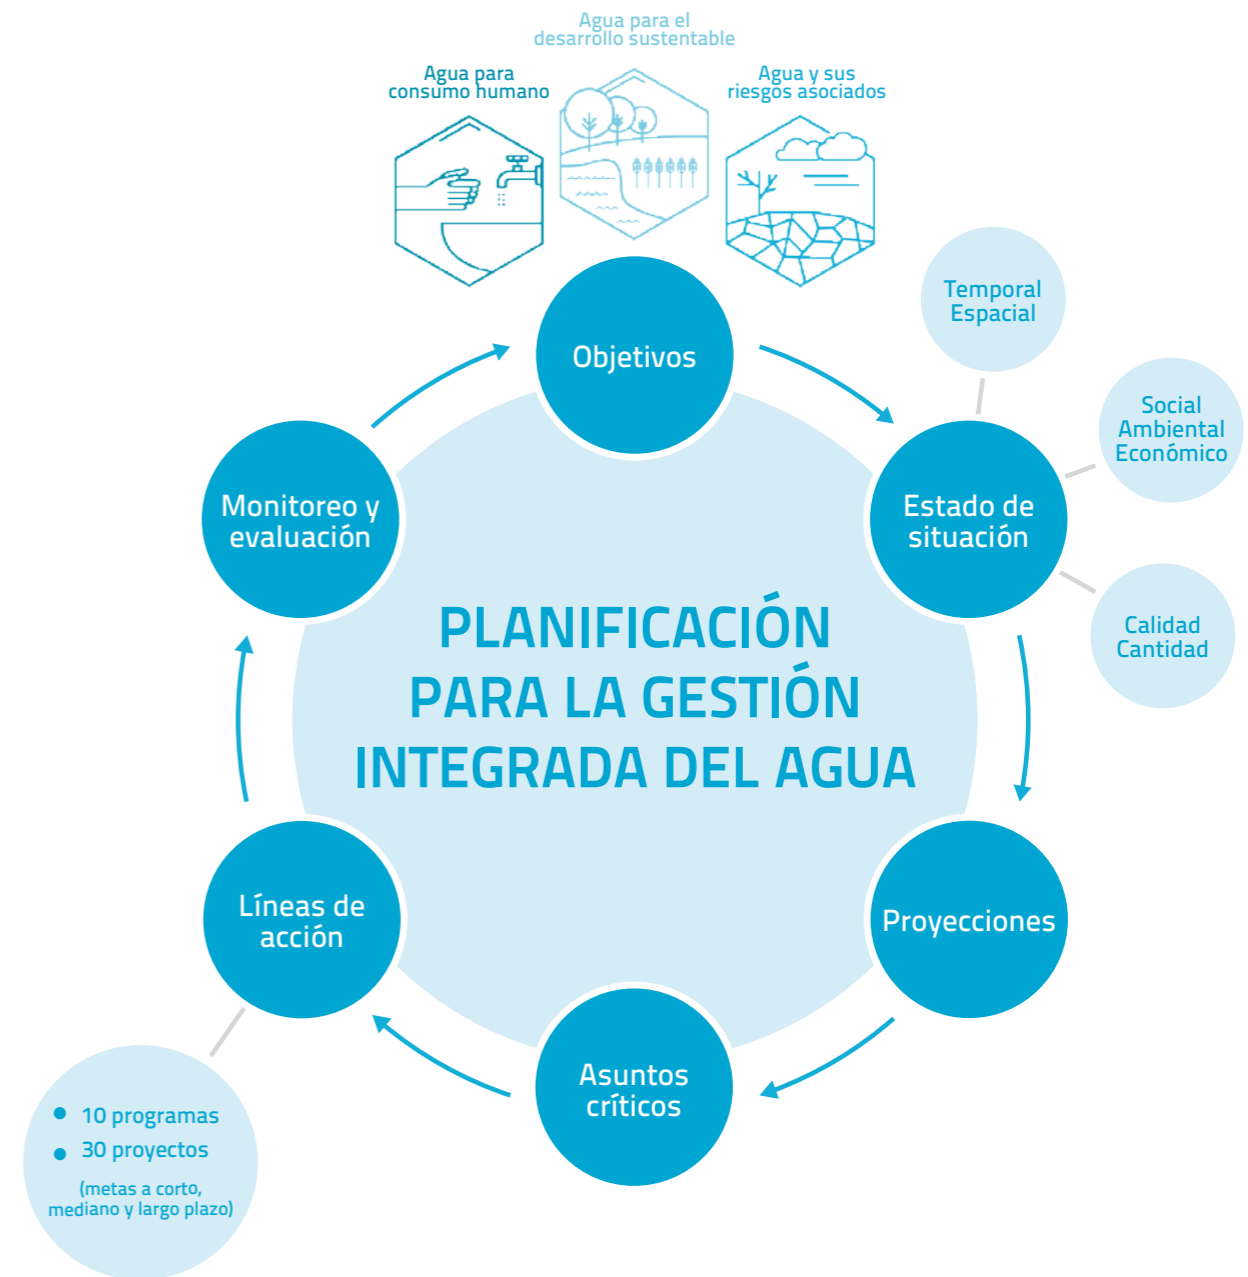 Agua para el
desarrollo sustentable
Agua para
consumo humano
Agua y sus
riesgos asociados
Objetivos
Temporal
Espacial
Social
Ambiental
Económico
Estado de
situación
Calidad
Cantidad
Monitoreo y
evaluación
PLANIFICACIÓN
PARA LA GESTIÓN
INTEGRADA DEL AGUA
Proyecciones
Líneas de
acción
Asuntos
críticos
• 10 programas
• 30 proyectos
(metas a corto,
mediano y largo plazo)